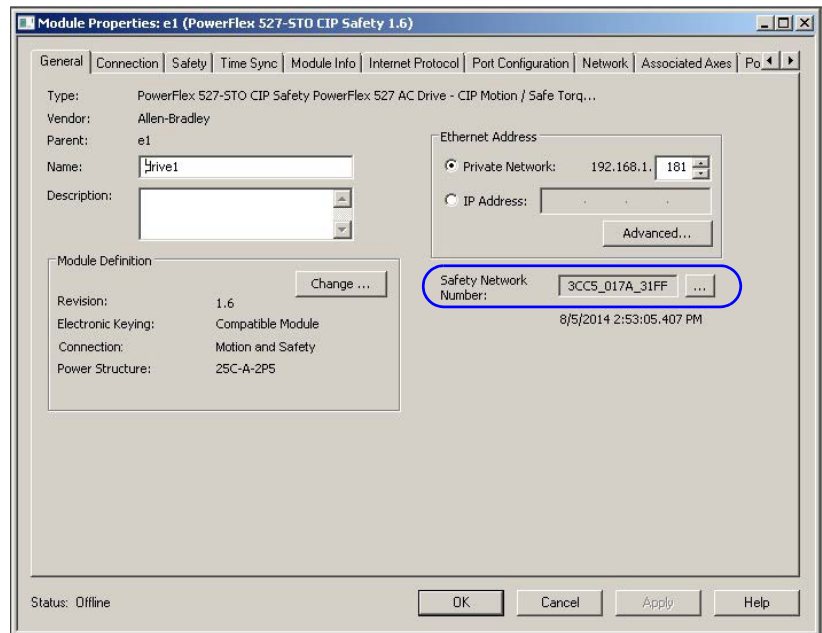 Module Properties: e1 (PowerFlex 527-STO CIP Safety 1.6)
General Connection Safety Time Sync Module Info Internet Protocol Port Configuration Network Associated Axes Po
Type: PowerFlex 527-STO CIP Safety PowerFlex 527 AC Drive - CIP Motion / Safe Torq...
Vendor: Allen-Bradley
Parent: e1
Name: drive1
Description:
Ethernet Address
Private Network: 192.168.1. 181
IP Address: . . .
Advanced...
Module Definition
Change ...
Revision: 1.6
Electronic Keying: Compatible Module
Connection: Motion and Safety
Power Structure: 25C-A-2P5
Safety Network
Number: 3CC5_017A_31FF ...
8/5/2014 2:53:05.407 PM
Status: Offline
OK Cancel Apply Help